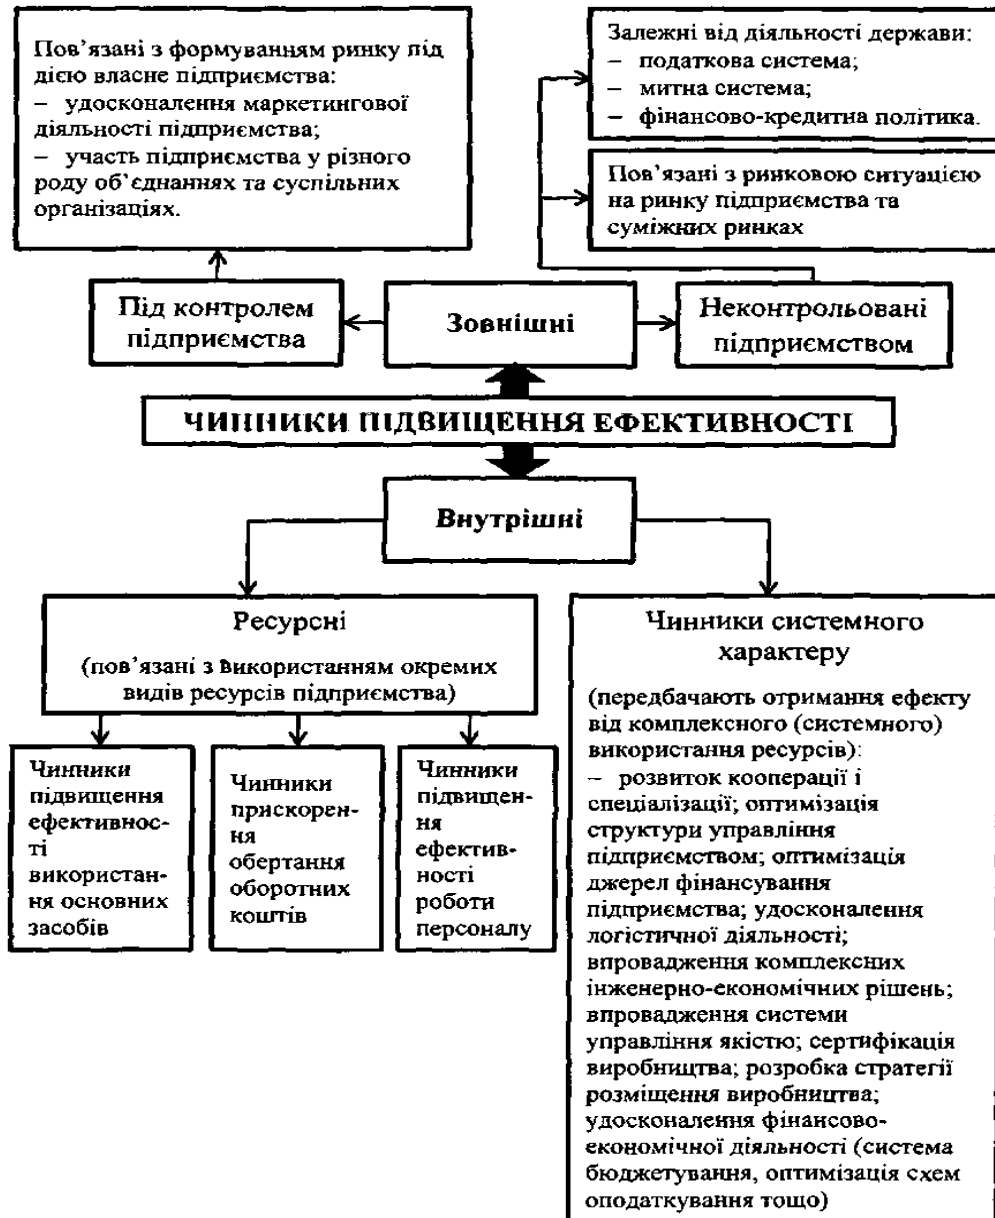 Пов’язані з формуванням ринку під
дією власне підприємства:
– удосконалення маркетингової
діяльності підприємства;
– участь підприємства у різного
роду об’єднаннях та суспільних
організаціях.
Залежні від діяльності держави:
– податкова система;
– митна система;
– фінансово-кредитна політика.
Пов’язані з ринковою ситуацією
на ринку підприємства та
суміжних ринках
Під контролем
підприємства
Зовнішні
Неконтрольовані
підприємством
ЧИННИКИ ПІДВИЩЕННЯ ЕФЕКТИВНОСТІ
Внутрішні
Ресурсні
(пов’язані з використанням окремих
видів ресурсів підприємства)
Чинники
підвищення
ефективнос-
ті
використан-
ня основних
засобів
Чинники
прискорен-
ня
обертання
оборотних
коштів
Чинники
підвищен-
ня
ефектив-
ності
роботи
персоналу
Чинники системного
характеру
(передбачають отримання ефекту
від комплексного (системного)
використання ресурсів):
– розвиток кооперації і
спеціалізації; оптимізація
структури управління
підприємством; оптимізація
джерел фінансування
підприємства; удосконалення
логістичної діяльності;
впровадження комплексних
інженерно-економічних рішень;
впровадження системи
управління якістю; сертифікація
виробництва; розробка стратегії
розміщення виробництва;
удосконалення фінансово-
економічної діяльності (система
бюджетування, оптимізація схем
оподаткування тощо)